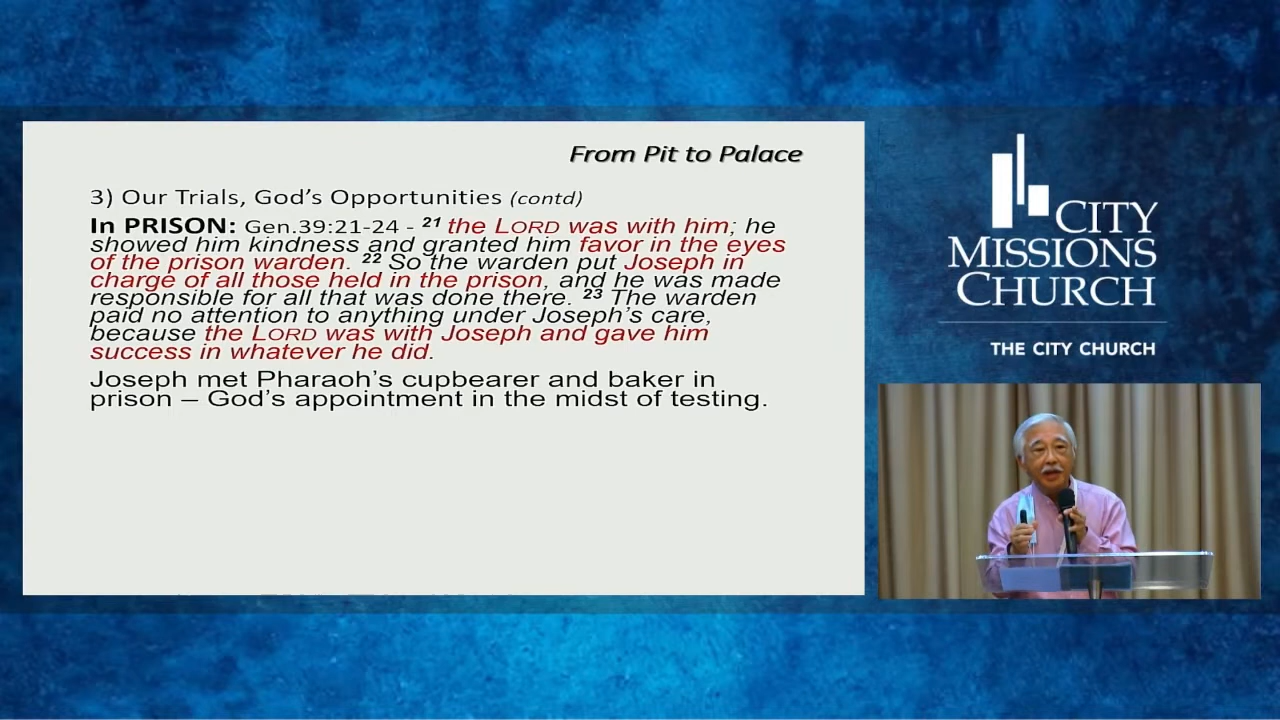 From Pit to Palace
3) Our Trials, God's Opportunities (contd)
In PRISON: Gen.39:21-24 - 21 the LORD was with him; he
showed him kindness and granted him favor in the eyes
of the prison warden. 22 So the warden put Joseph in
charge of all those held in the prison, and he was made
responsible for all that was done there. 23 The warden
paid no attention to anything under Joseph's care,
because the LORD was with Joseph and gave him
success in whatever he did.
Joseph met Pharaoh's cupbearer and baker in
prison – God's appointment in the midst of testing.
CITY
MISSIONS
CHURCH
THE CITY CHURCH